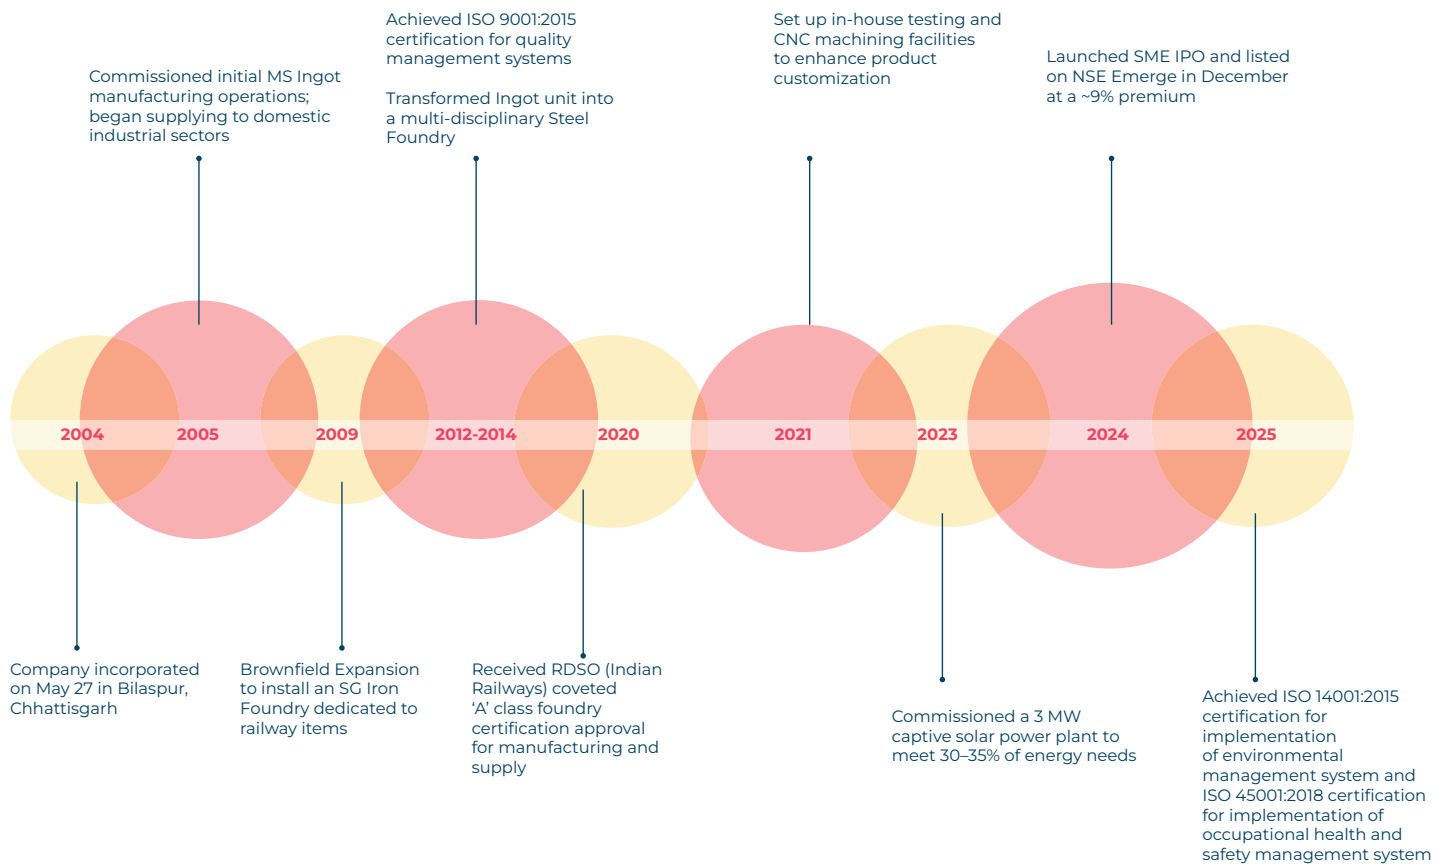 Commissioned initial MS Ingot
manufacturing operations;
began supplying to domestic
industrial sectors
Achieved ISO 9001:2015
certification for quality
management systems
Transformed Ingot unit into
a multi-disciplinary Steel
Foundry
Set up in-house testing and
CNC machining facilities
to enhance product
customization
Launched SME IPO and listed
on NSE Emerge in December
at a ~9% premium
2004
2005
2009
2012-2014
2020
2021
2023
2024
2025
Company incorporated
on May 27 in Bilaspur,
Chhattisgarh
Brownfield Expansion
to install an SG Iron
Foundry dedicated to
railway items
Received RDSO (Indian
Railways) coveted
‘A’ class foundry
certification approval
for manufacturing and
supply
Commissioned a 3 MW
captive solar power plant to
meet 30–35% of energy needs
Achieved ISO 14001:2015
certification for
implementation
of environmental
management system and
ISO 45001:2018 certification
for implementation of
occupational health and
safety management system